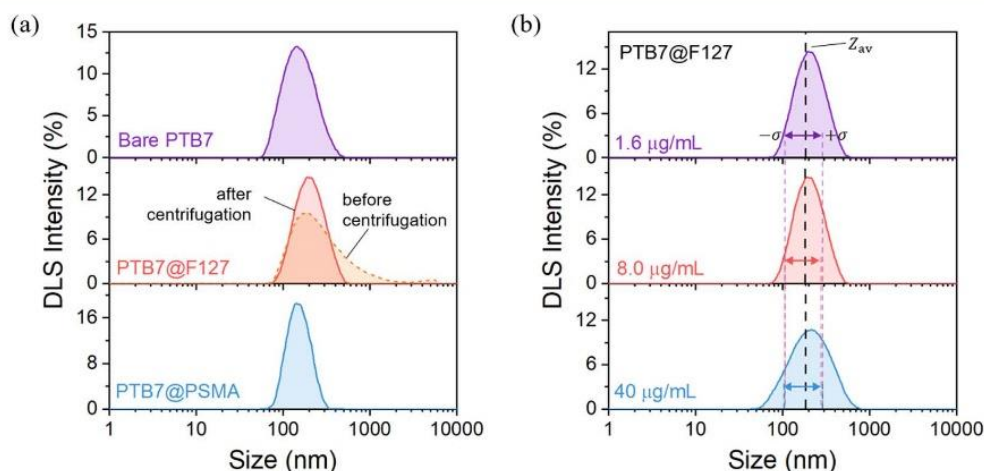 (a)
15
10
5
0
Bare PTB7
12
6
0
after
centrifugation
before
centrifugation
PTB7@F127
16
8
0
PTB7@PSMA
1
10
100
1000
10000
Size (nm)
DLS Intensity (%)
(b)
PTB7@F127
Zav
12
6
0
−σ
+σ
1.6 μg/mL
12
6
0
8.0 μg/mL
12
6
0
40 μg/mL
1
10
100
1000
10000
Size (nm)
DLS Intensity (%)